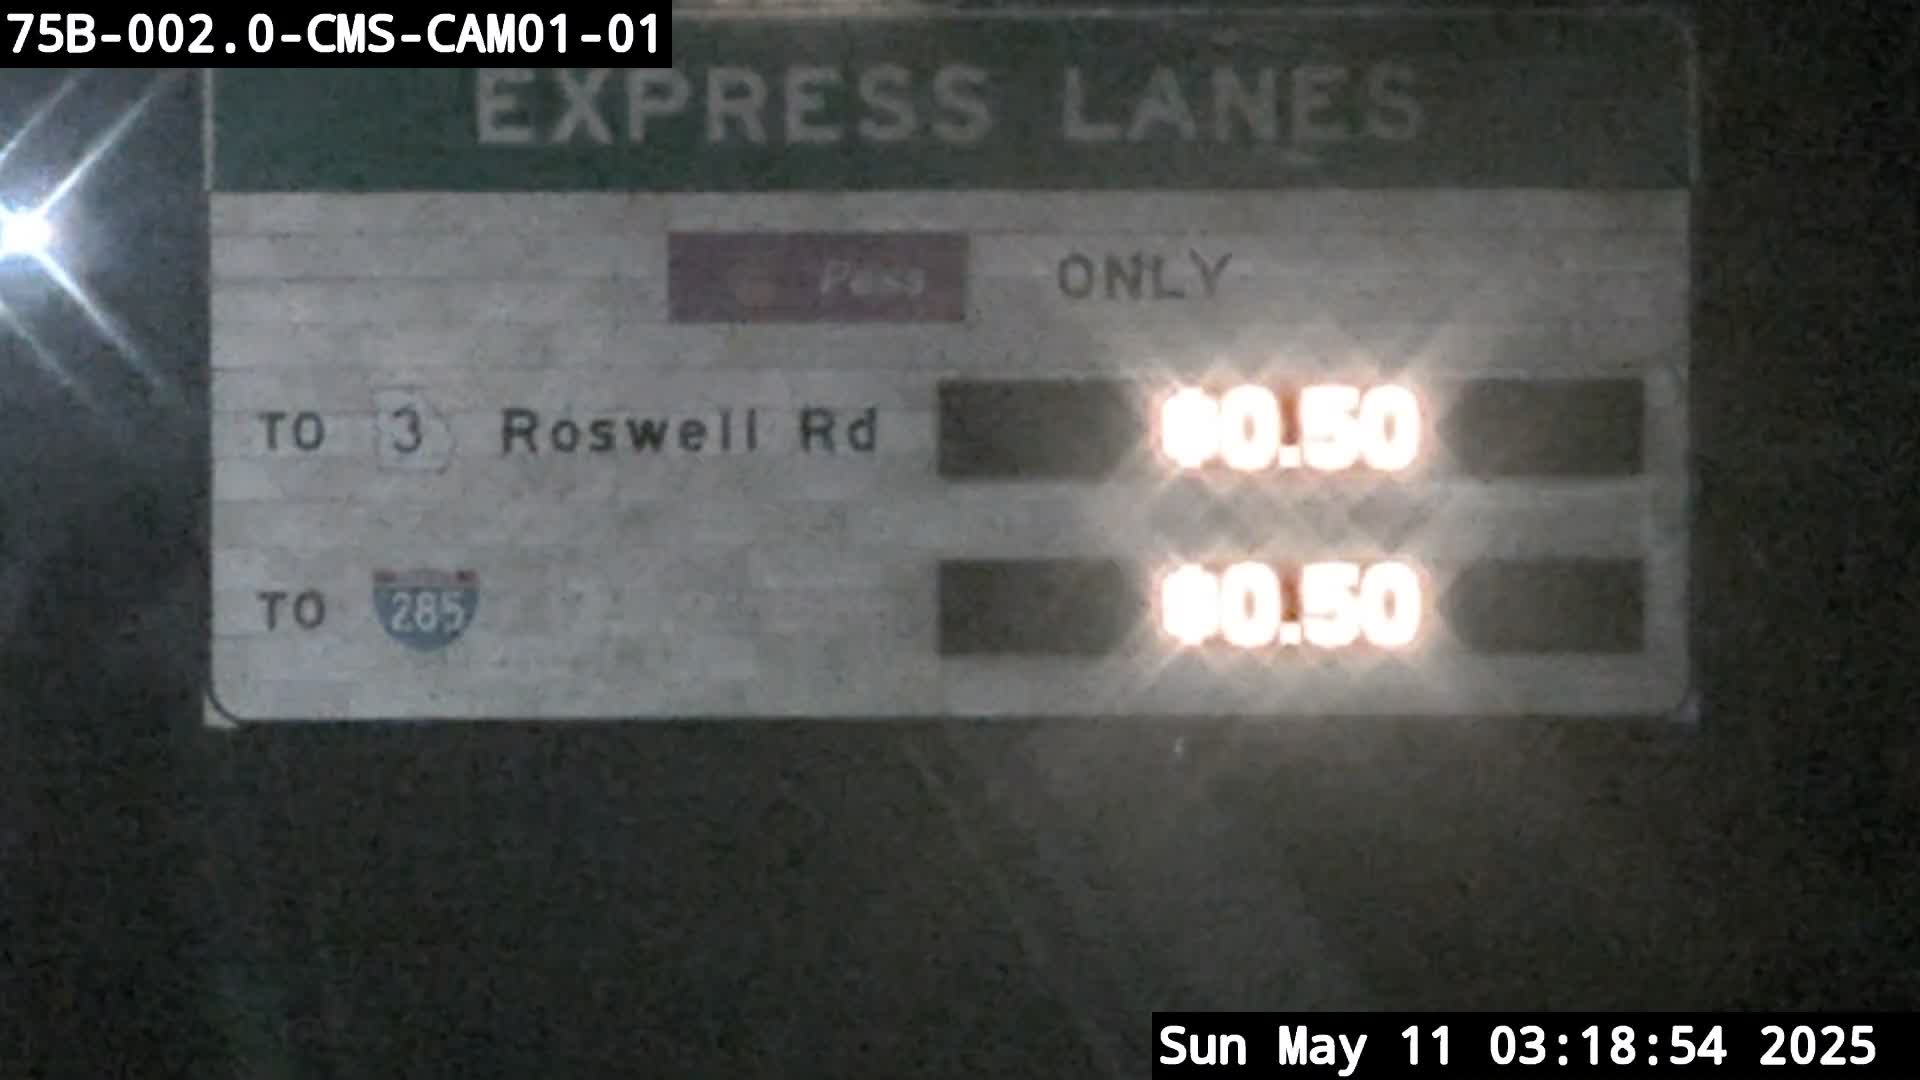 75B-002.0-CMS-CAM01-01
EXPRESS LANES
Pass ONLY
TO 3 Roswell Rd $0.50
TO 285 $0.50
Sun May 11 03:18:54 2025